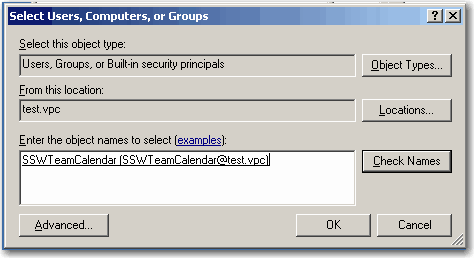 Select Users, Computers, or Groups
Select this object type:
Users, Groups, or Built-in security principals
Object Types...
From this location:
test.vpc
Locations...
Enter the object names to select (examples):
SSWTeamCalendar (SSWTeamCalendar@test.vpc)
Check Names
Advanced...
OK
Cancel